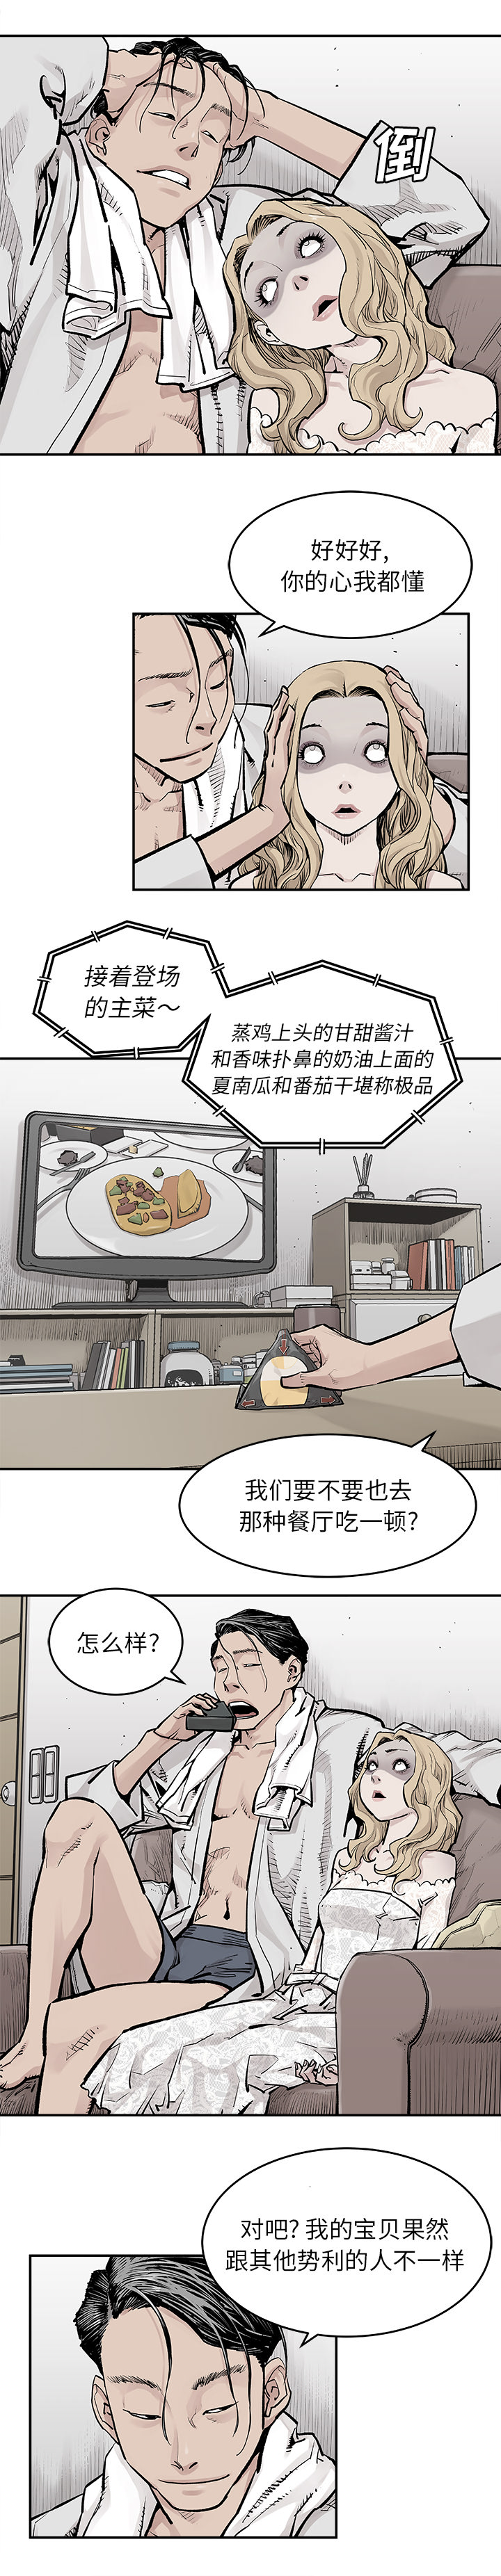 倒
好好好,
你的心我都懂
接着登场
的主菜～
蒸鸡上头的甘甜酱汁
和香味扑鼻的奶油上面的
夏南瓜和番茄干堪称极品
我们要不要也去
那种餐厅吃一顿?
怎么样?
对吧? 我的宝贝果然
跟其他势利的人不一样